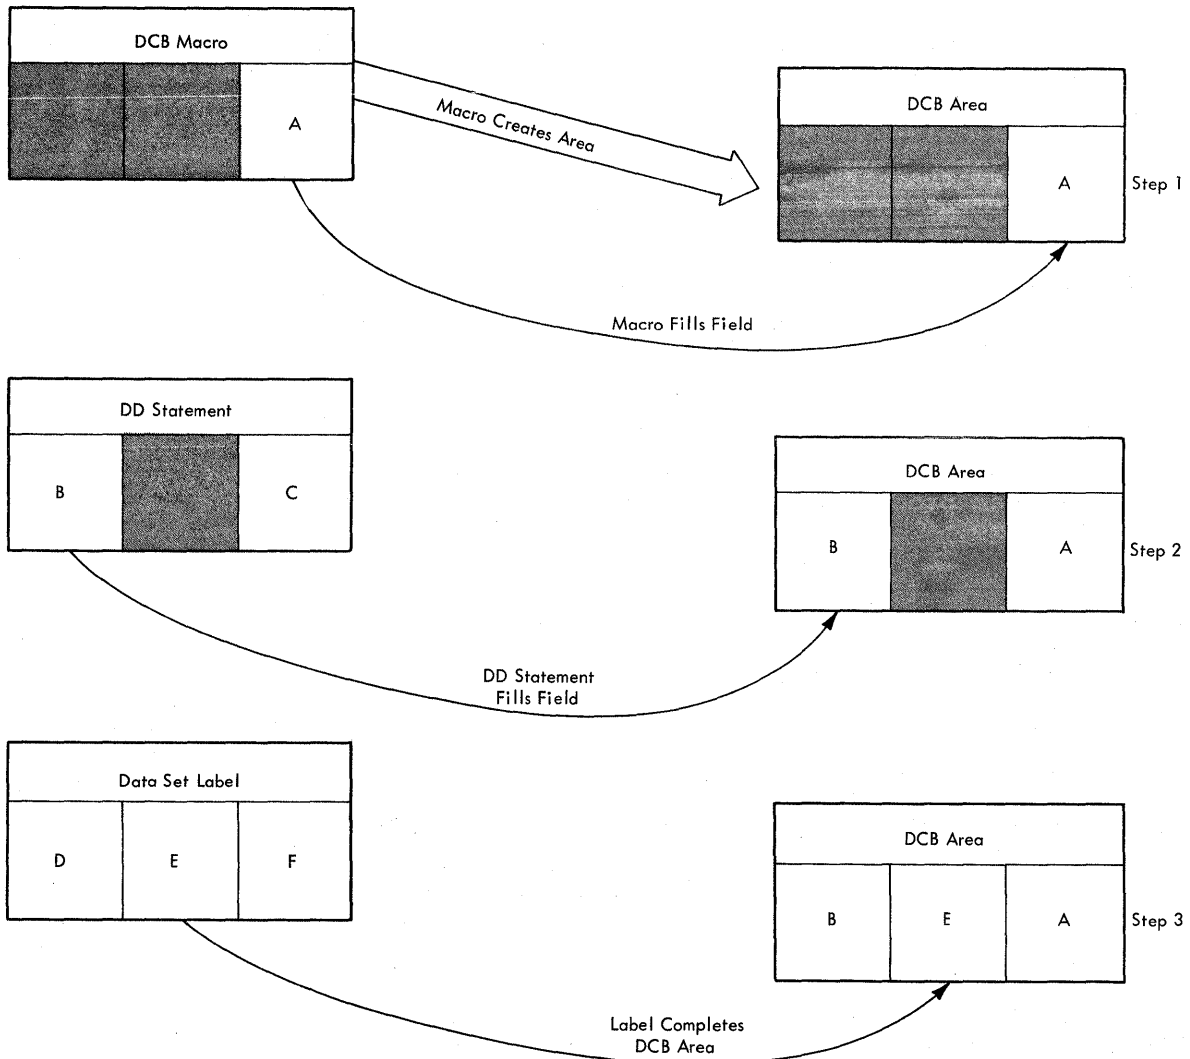 DCB Macro
A
Macro Creates Area
DCB Area
A
Step 1
Macro Fills Field
DD Statement
B
C
DCB Area
B
A
Step 2
DD Statement
Fills Field
Data Set Label
D
E
F
DCB Area
B
E
A
Step 3
Label Completes
DCB Area